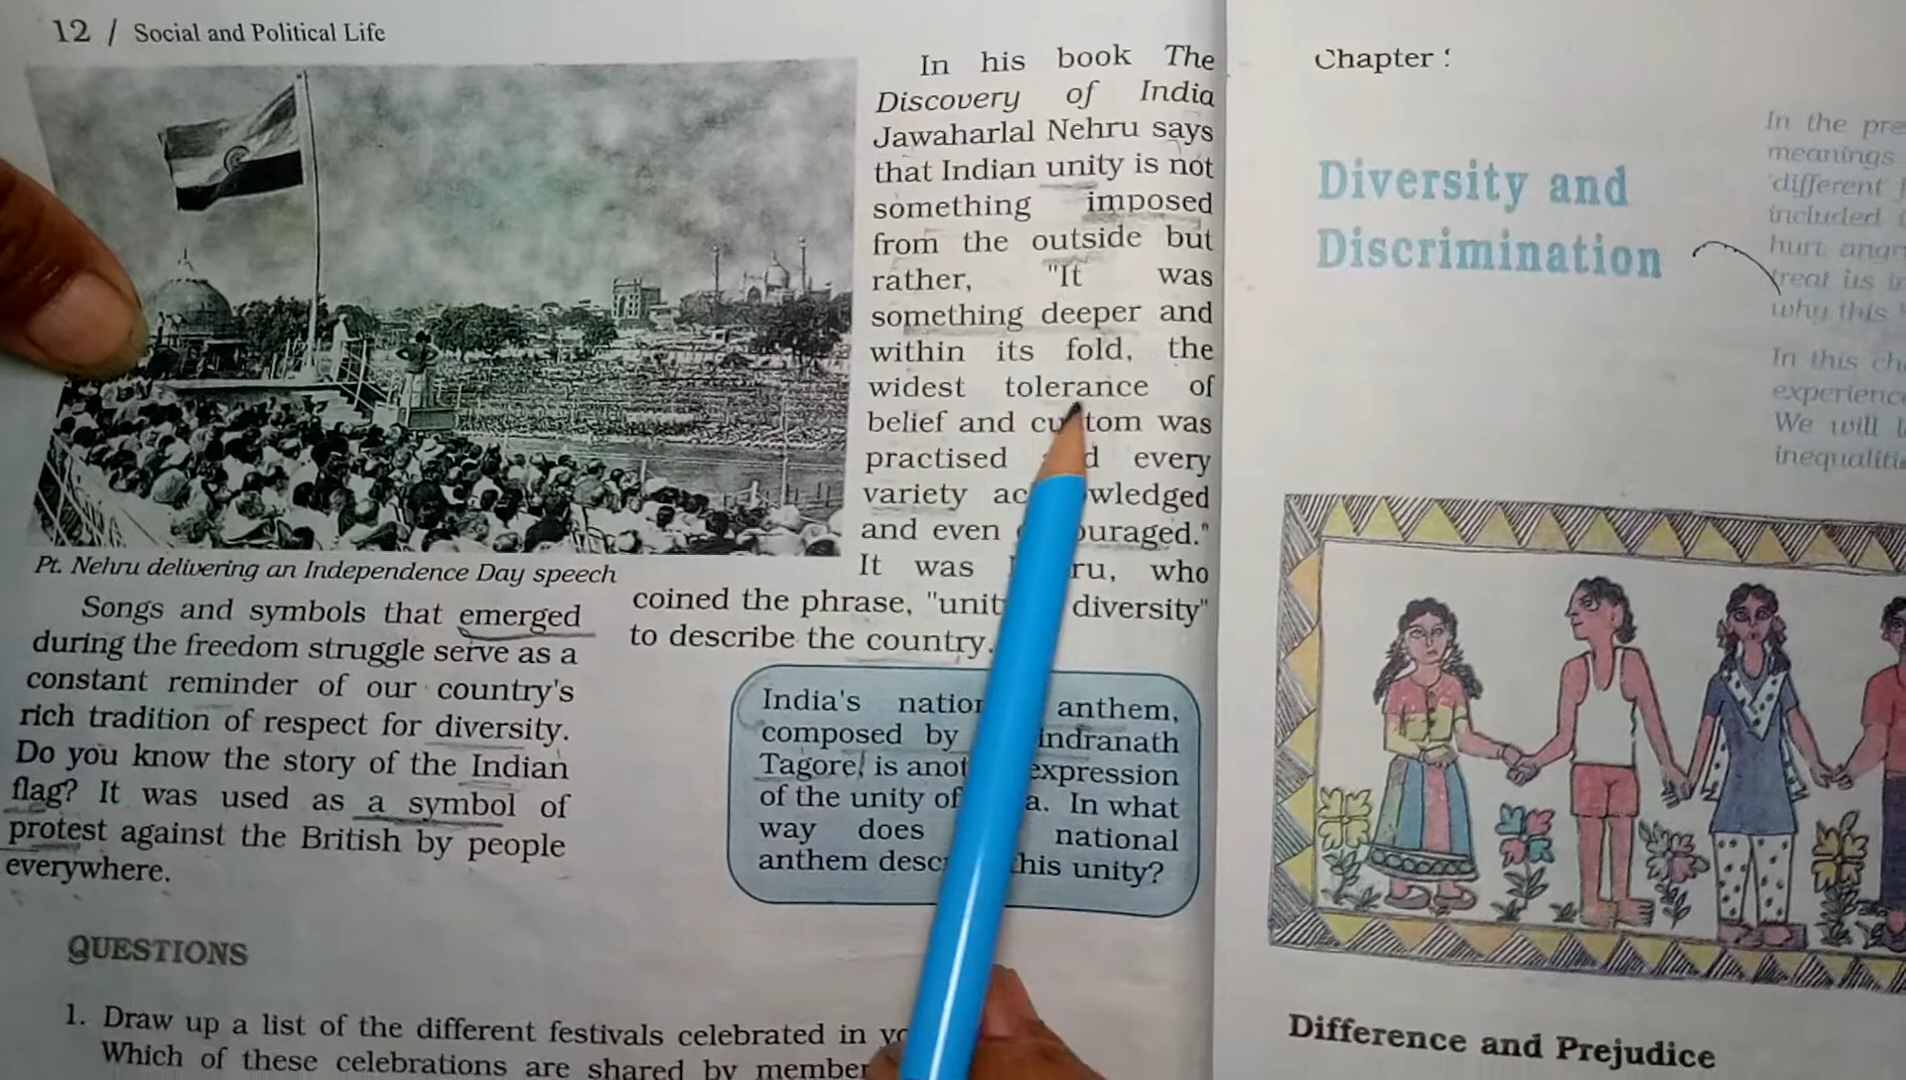 12 / Social and Political Life
Pt. Nehru delivering an Independence Day speech
Songs and symbols that emerged
during the freedom struggle serve as a
constant reminder of our country's
rich tradition of respect for diversity.
Do you know the story of the Indian
flag? It was used as a symbol of
protest against the British by people
everywhere.
In his book The
Discovery of India
Jawaharlal Nehru says
that Indian unity is not
something imposed
from the outside but
rather, "It was
something deeper and
within its fold, the
widest tolerance of
belief and custom was
practised every
variety
and even
It was who
coined the phrase, diversity"
to describe the country.
India's anthem,
composed by
Tagore, is expression
of the unity of In what
way does national
anthem this unity?
QUESTIONS
1. Draw up a list of the different festivals celebrated in
Which of these celebrations are shared by
Chapter
Diversity and
Discrimination
In the
meanings
'different'
included
hurt
treat us
why this
In this
We will
Difference and Prejudice